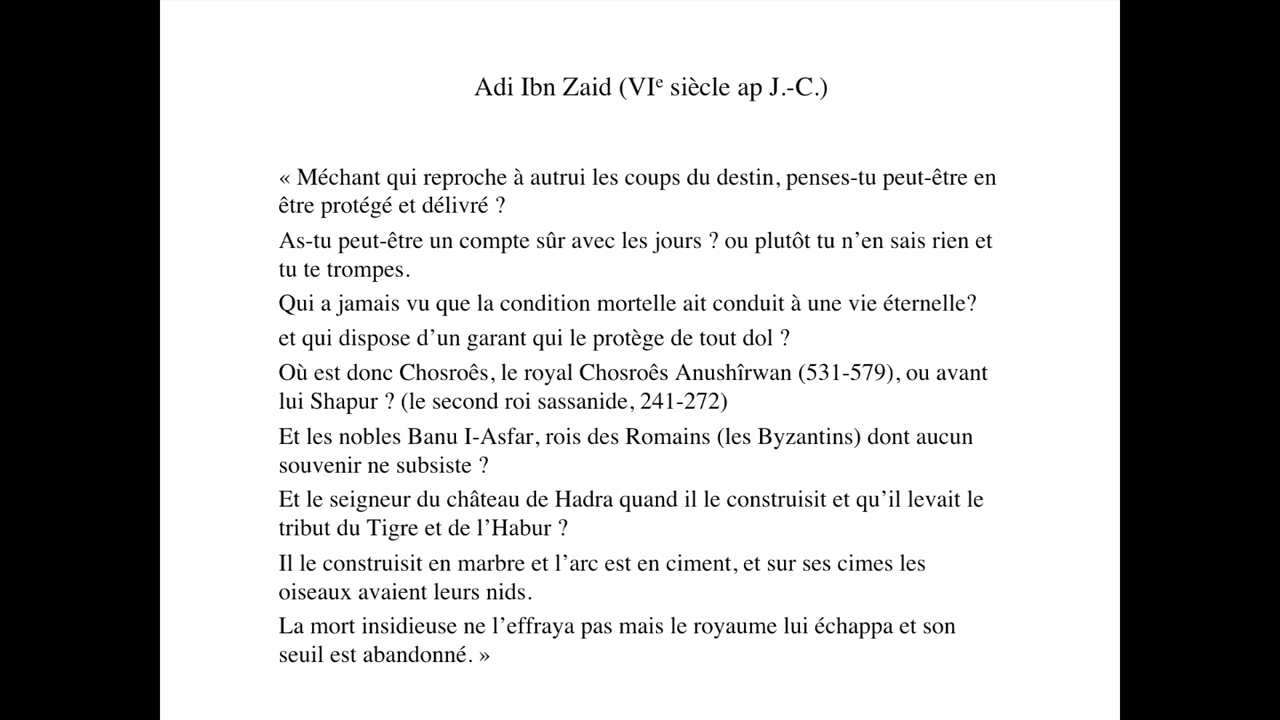 Adi Ibn Zaid (VIe siècle ap J.-C.)
« Méchant qui reproche à autrui les coups du destin, penses-tu peut-être en
être protégé et délivré ?
As-tu peut-être un compte sûr avec les jours ? ou plutôt tu n’en sais rien et
tu te trompes.
Qui a jamais vu que la condition mortelle ait conduit à une vie éternelle?
et qui dispose d’un garant qui le protège de tout dol ?
Où est donc Chosroês, le royal Chosroês Anushîrwan (531-579), ou avant
lui Shapur ? (le second roi sassanide, 241-272)
Et les nobles Banu I-Asfar, rois des Romains (les Byzantins) dont aucun
souvenir ne subsiste ?
Et le seigneur du château de Hadra quand il le construisit et qu’il levait le
tribut du Tigre et de l’Habur ?
Il le construisit en marbre et l’arc est en ciment, et sur ses cimes les
oiseaux avaient leurs nids.
La mort insidieuse ne l’effraya pas mais le royaume lui échappa et son
seuil est abandonné. »